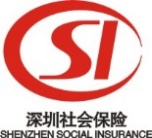 SI
深圳社会保险
SHENZHEN SOCIAL INSURANCE